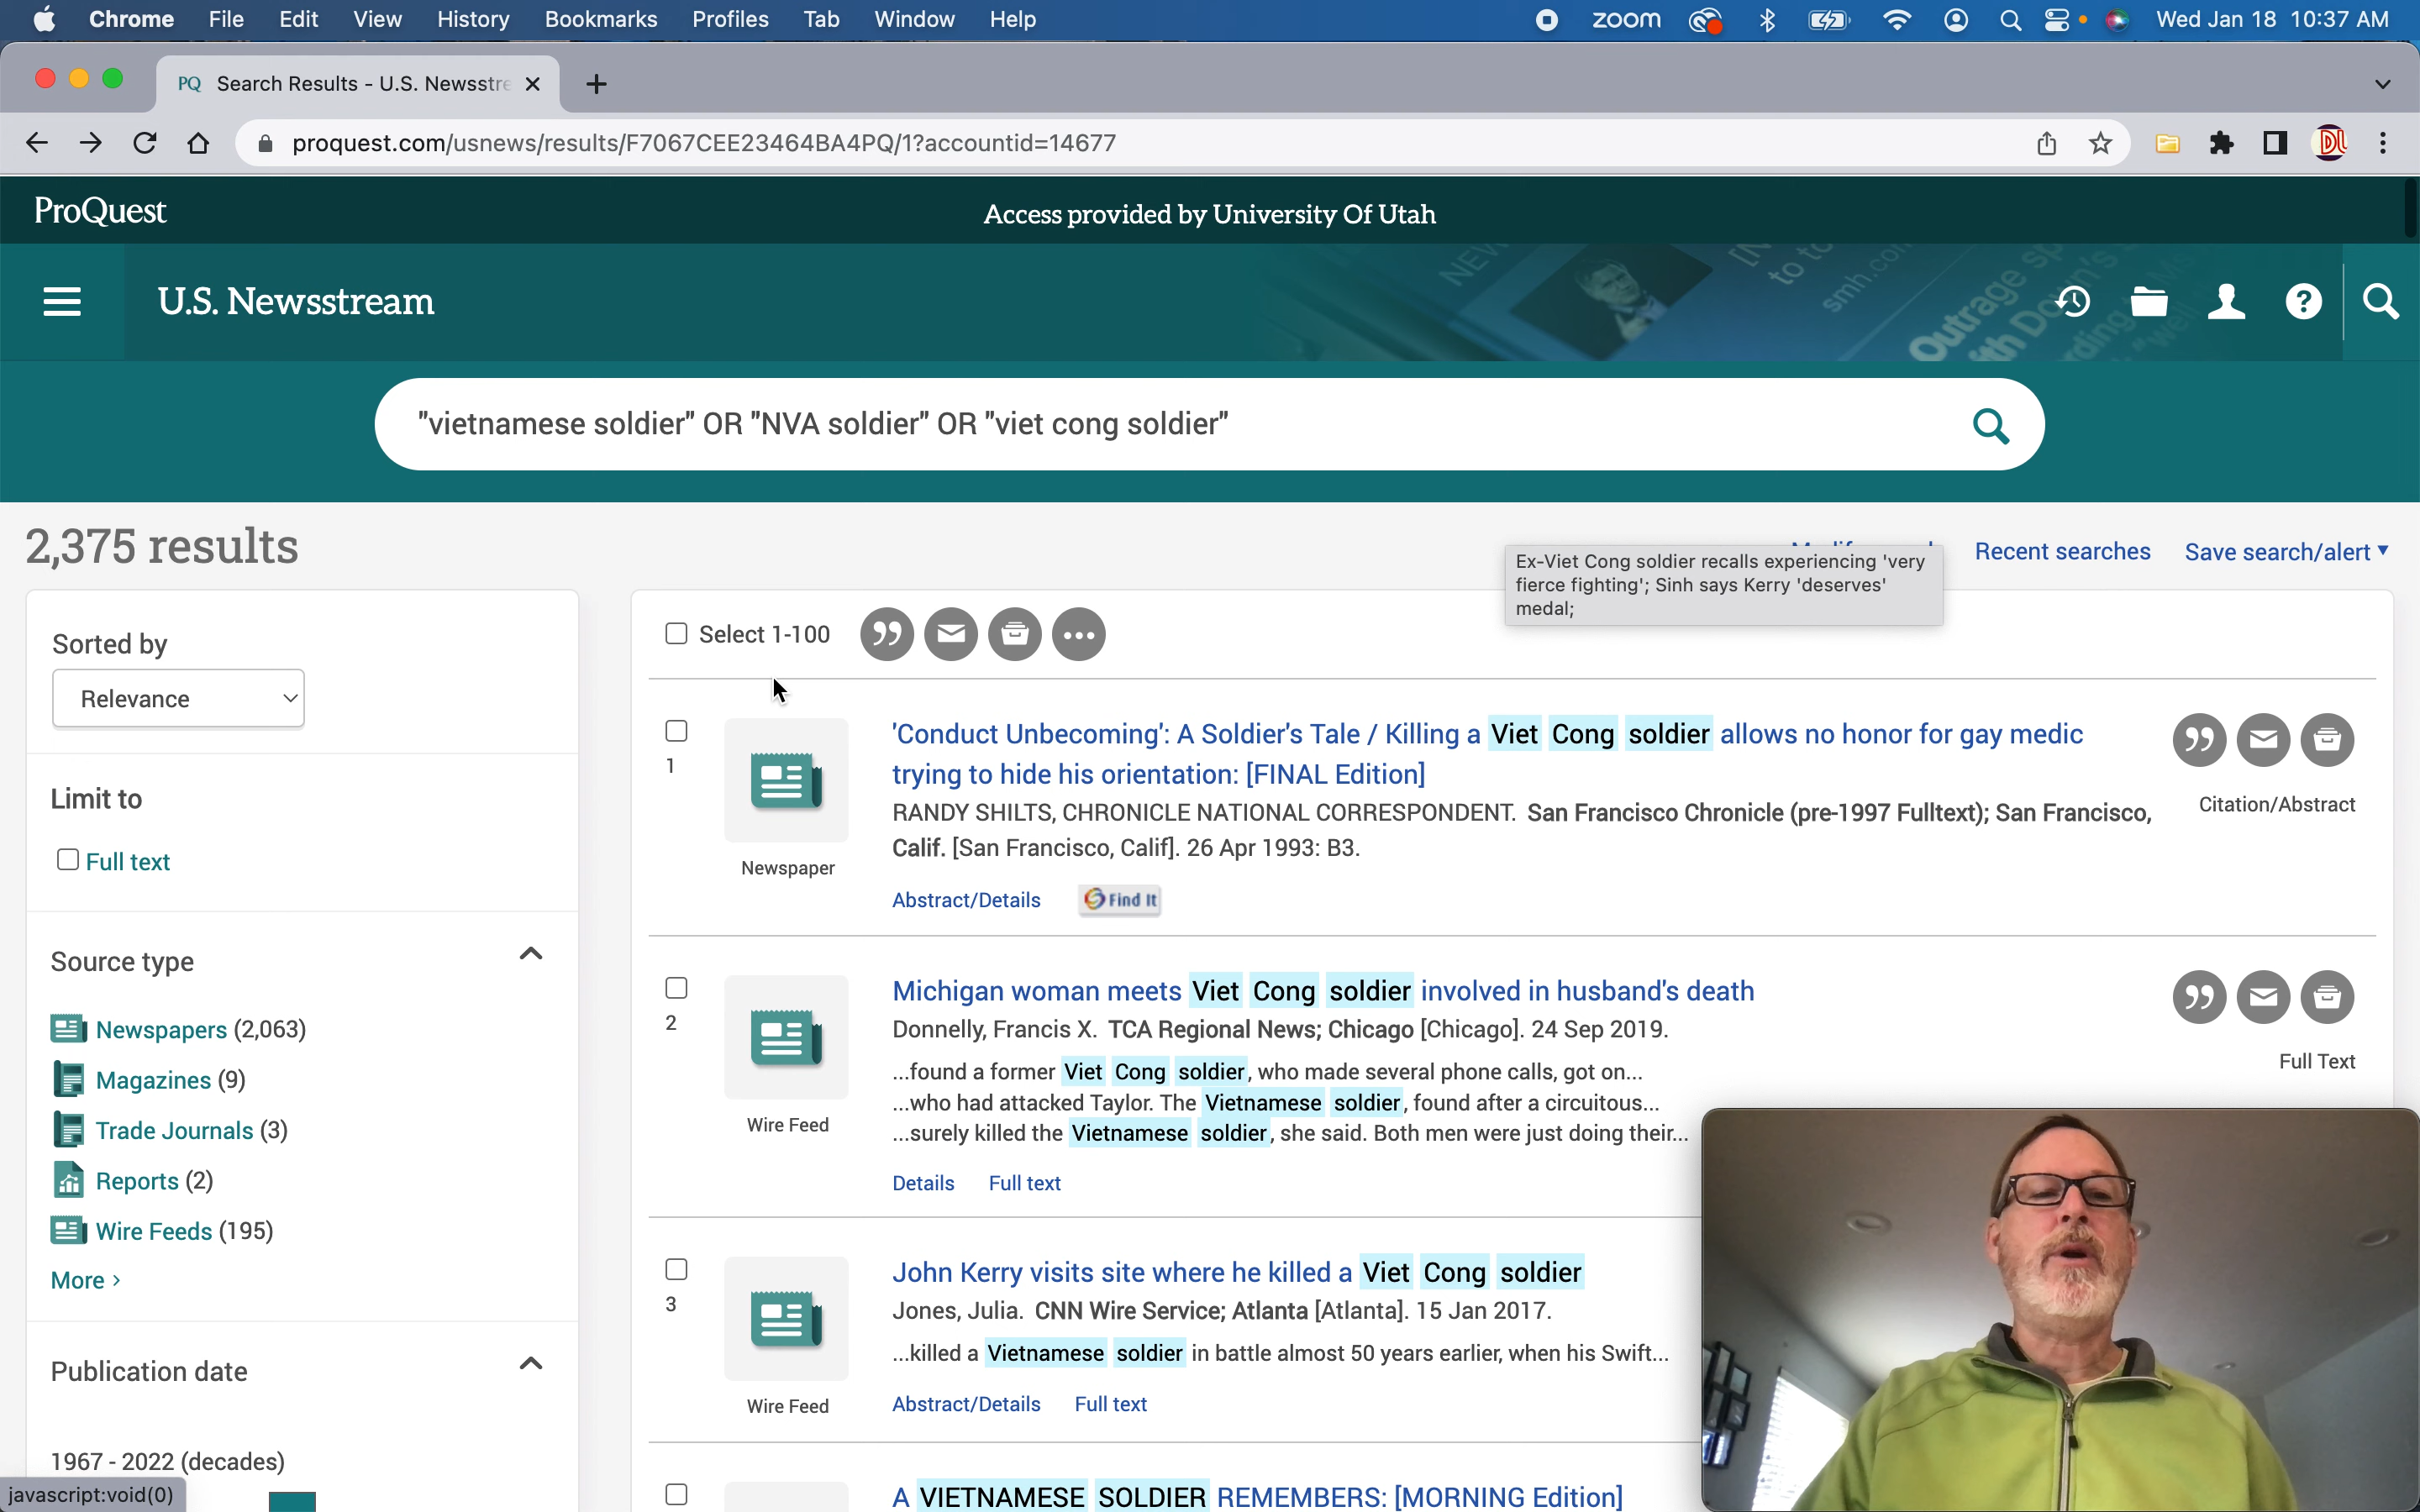 Chrome File Edit View History Bookmarks Profiles Tab Window Help zoom Wed Jan 18 10:37 AM
PQ Search Results - U.S. Newsstre
proquest.com/usnews/results/F7067CEE23464BA4PQ/1?accountid=14677
ProQuest Access provided by University Of Utah
U.S. Newsstream
"vietnamese soldier" OR "NVA soldier" OR "viet cong soldier"
2,375 results
Recent searches Save search/alert
Ex-Viet Cong soldier recalls experiencing 'very
fierce fighting'; Sinh says Kerry 'deserves'
medal;
Sorted by
Relevance
Limit to
Full text
Source type
Newspapers (2,063)
Magazines (9)
Trade Journals (3)
Reports (2)
Wire Feeds (195)
More >
Publication date
1967 - 2022 (decades)
javascript:void(0)
Select 1-100
1
Newspaper
'Conduct Unbecoming': A Soldier's Tale / Killing a Viet Cong soldier allows no honor for gay medic
trying to hide his orientation: [FINAL Edition]
RANDY SHILTS, CHRONICLE NATIONAL CORRESPONDENT. San Francisco Chronicle (pre-1997 Fulltext); San Francisco,
Calif. [San Francisco, Calif]. 26 Apr 1993: B3.
Citation/Abstract
Abstract/Details Find It
2
Wire Feed
Michigan woman meets Viet Cong soldier involved in husband's death
Donnelly, Francis X. TCA Regional News; Chicago [Chicago]. 24 Sep 2019.
...found a former Viet Cong soldier, who made several phone calls, got on...
...who had attacked Taylor. The Vietnamese soldier, found after a circuitous...
...surely killed the Vietnamese soldier, she said. Both men were just doing their...
Full Text
Details Full text
3
Wire Feed
John Kerry visits site where he killed a Viet Cong soldier
Jones, Julia. CNN Wire Service; Atlanta [Atlanta]. 15 Jan 2017.
...killed a Vietnamese soldier in battle almost 50 years earlier, when his Swift...
Abstract/Details Full text
A VIETNAMESE SOLDIER REMEMBERS: [MORNING Edition]